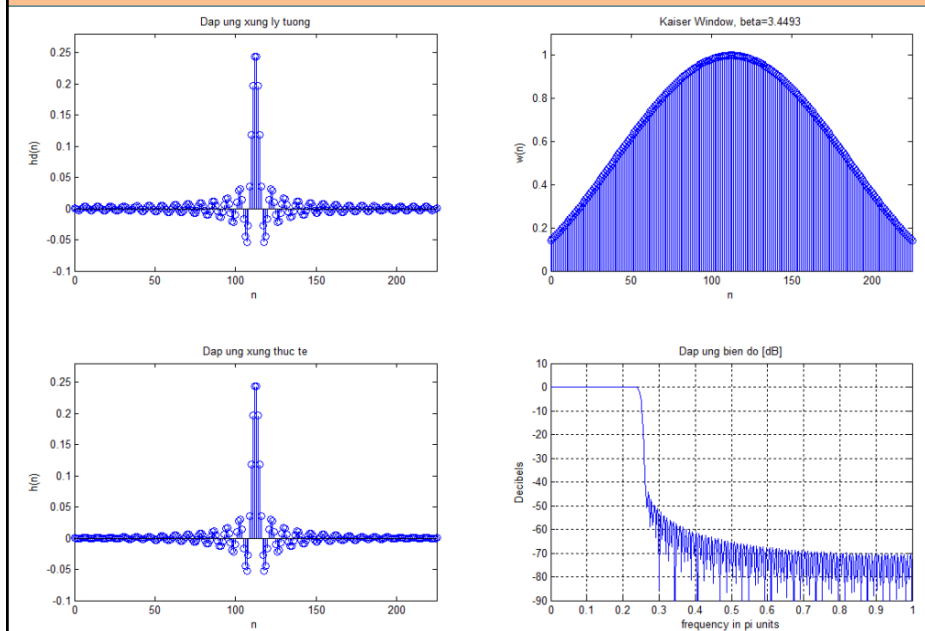 Dap ung xung ly tuong
0.25
0.2
0.15
0.1
0.05
0
-0.05
-0.1
hd(n)
0 50 100 150 200
n
Kaiser Window, beta=3.4493
1
0.8
0.6
0.4
0.2
0
w(n)
0 50 100 150 200
n
Dap ung xung thuc te
0.25
0.2
0.15
0.1
0.05
0
-0.05
-0.1
h(n)
0 50 100 150 200
n
Dap ung bien do [dB]
10
0
-10
-20
-30
-40
-50
-60
-70
-80
-90
Decibels
0 0.1 0.2 0.3 0.4 0.5 0.6 0.7 0.8 0.9 1
frequency in pi units